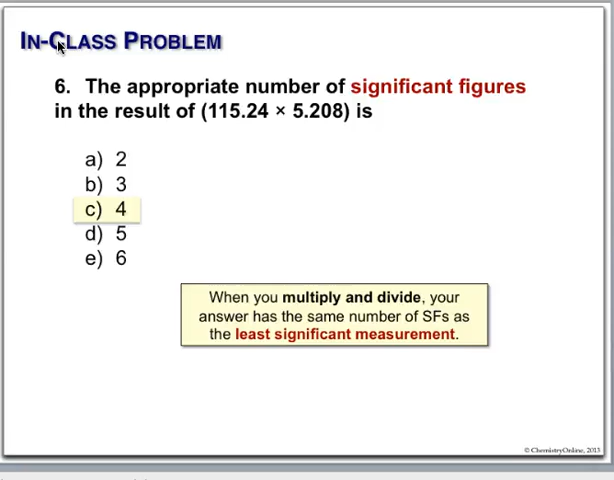 IN-CLASS PROBLEM
6. The appropriate number of significant figures
in the result of (115.24 × 5.208) is
a) 2
b) 3
c) 4
d) 5
e) 6
When you multiply and divide, your
answer has the same number of SFs as
the least significant measurement.
© ChemistryOnline, 2013